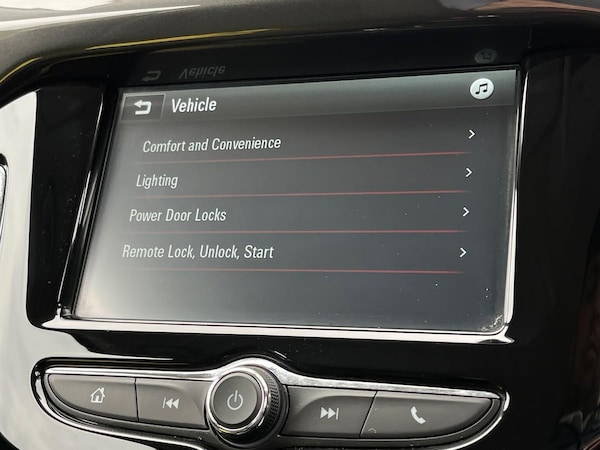 Vehicle
Comfort and Convenience
Lighting
Power Door Locks
Remote Lock, Unlock, Start